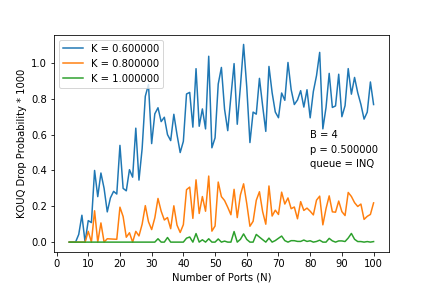 K = 0.600000
K = 0.800000
K = 1.000000
KOUQ Drop Probability * 1000
1.0
0.8
0.6
0.4
0.2
0.0
B = 4
p = 0.500000
queue = INQ
0 10 20 30 40 50 60 70 80 90 100
Number of Ports (N)